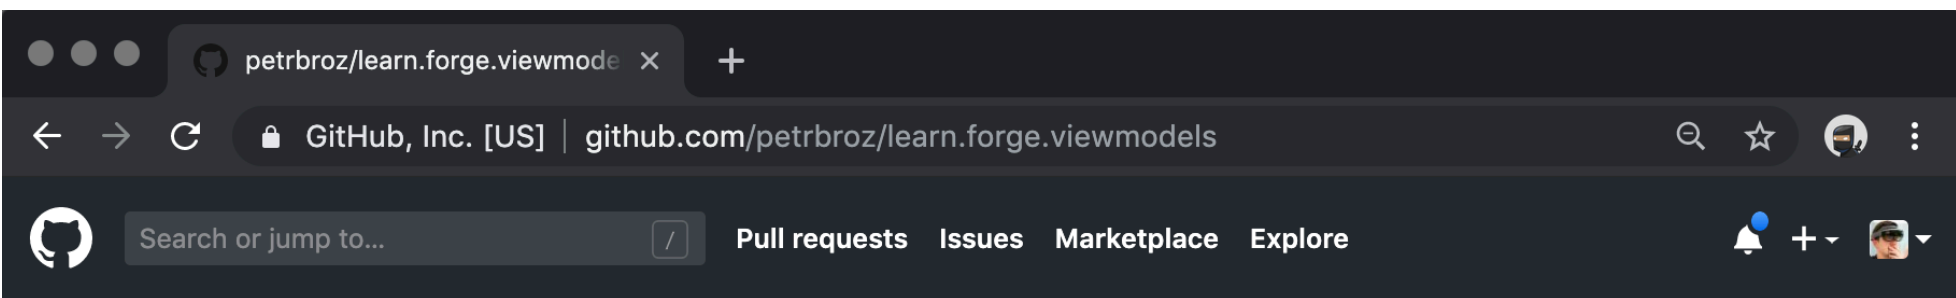 petrbroz/learn.forge.viewmode
GitHub, Inc. [US] github.com/petrbroz/learn.forge.viewmodels
Search or jump to... / Pull requests Issues Marketplace Explore